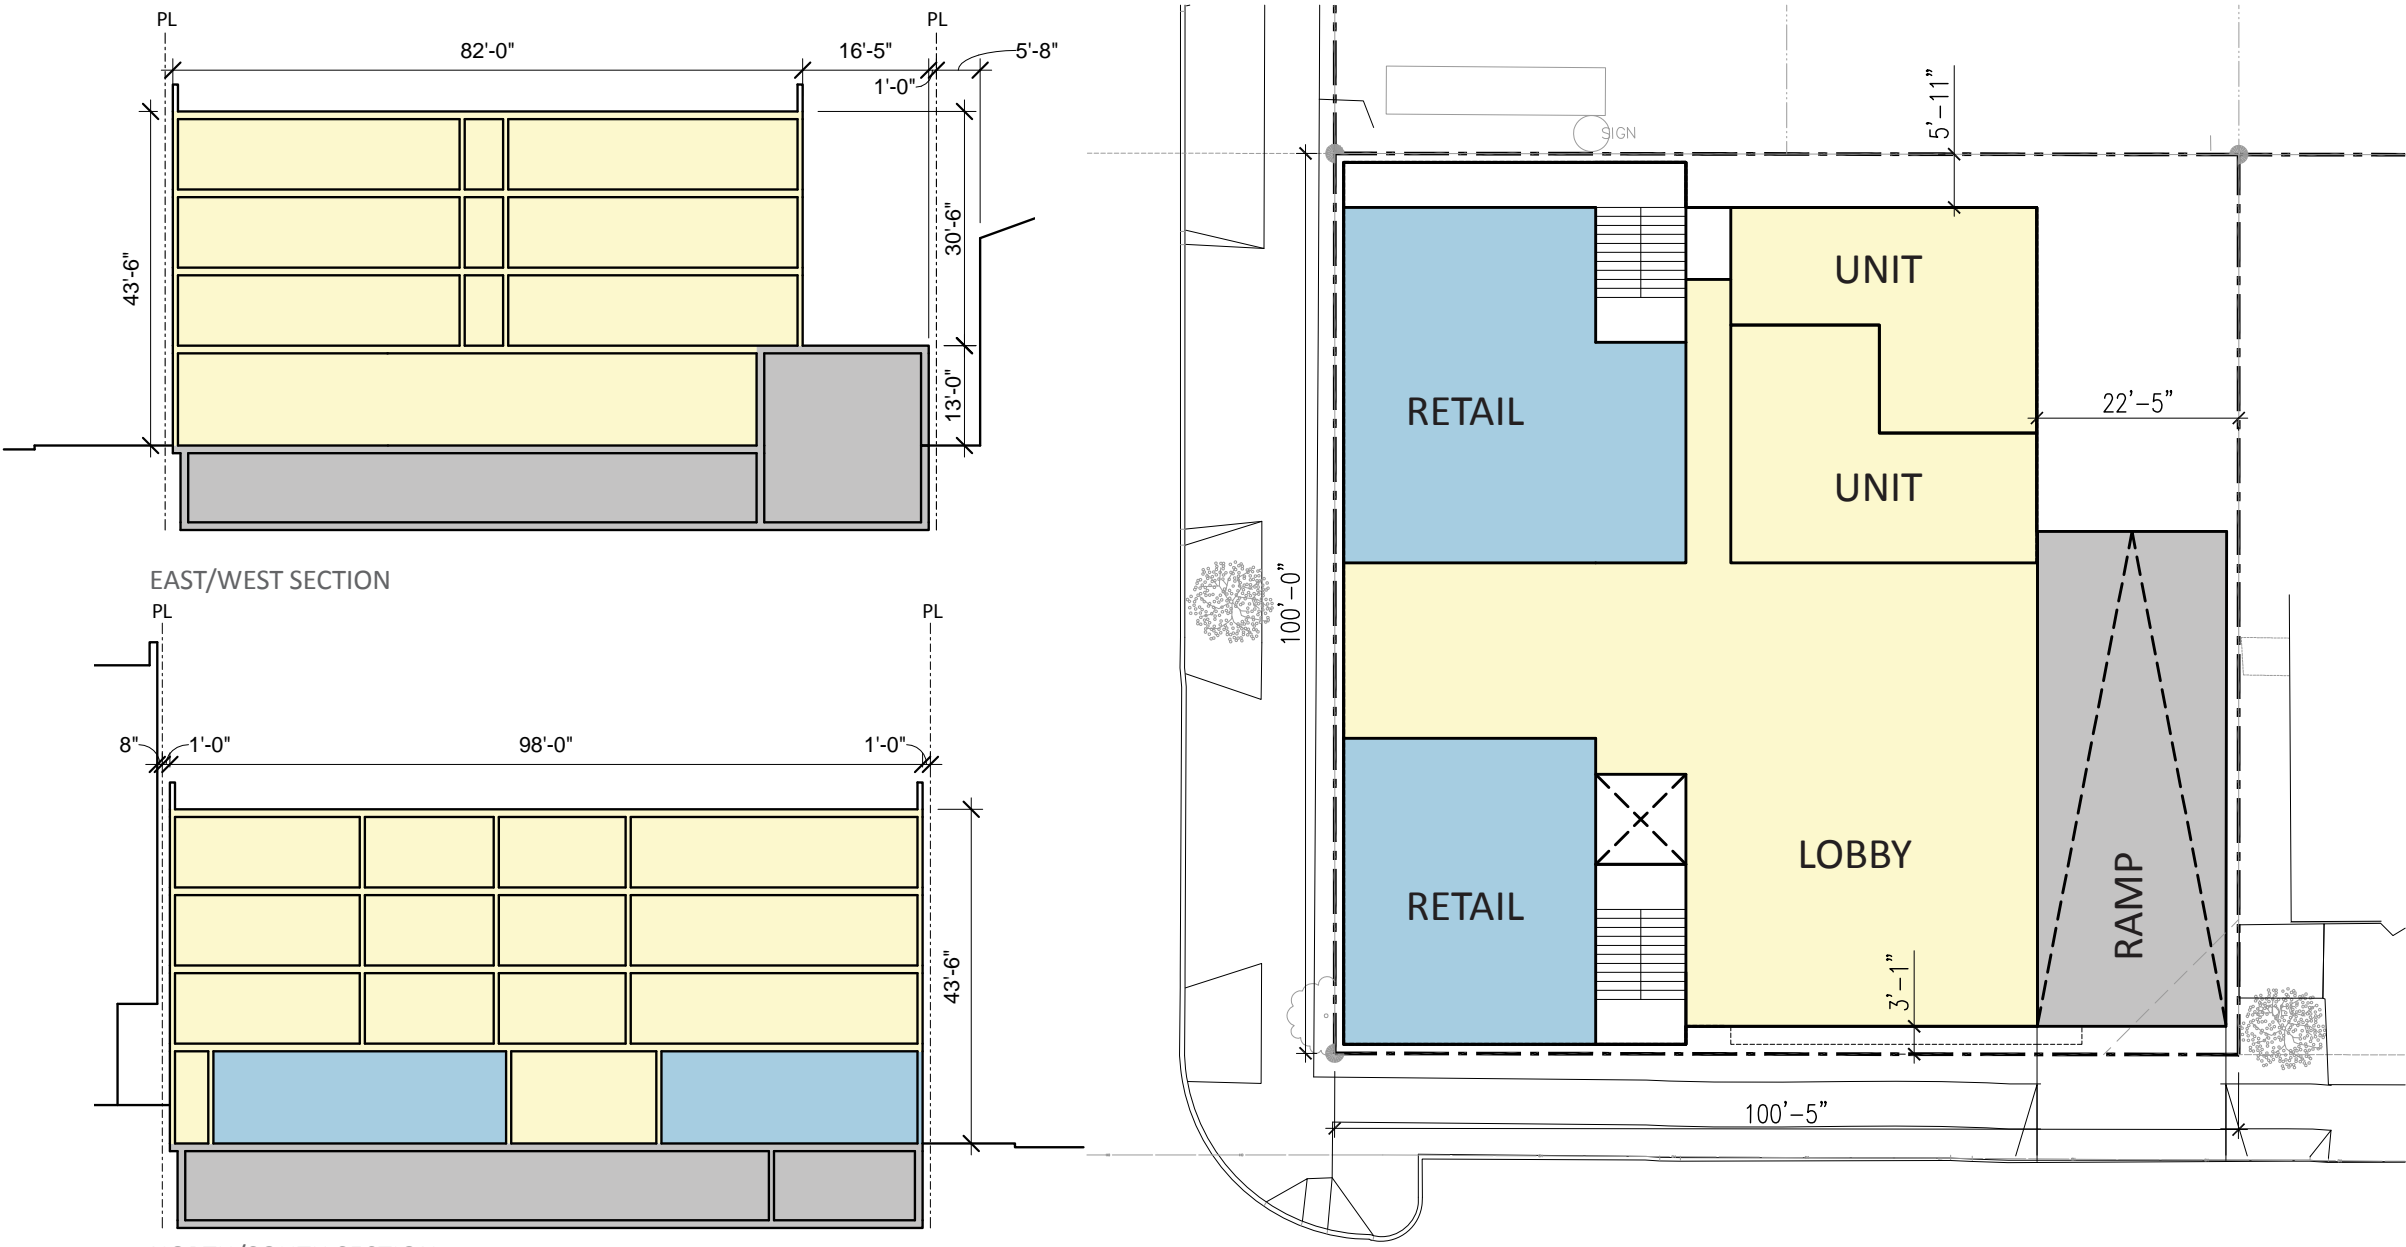 PL
PL
82'-0"
16'-5"
5'-8"
1'-0"
43'-6"
30'-6"
13'-0"
EAST/WEST SECTION
PL
PL
8"
1'-0"
98'-0"
1'-0"
43'-6"
SIGN
5'-11"
UNIT
RETAIL
22'-5"
UNIT
100'-0"
LOBBY
RETAIL
RAMP
3'-1"
100'-5"